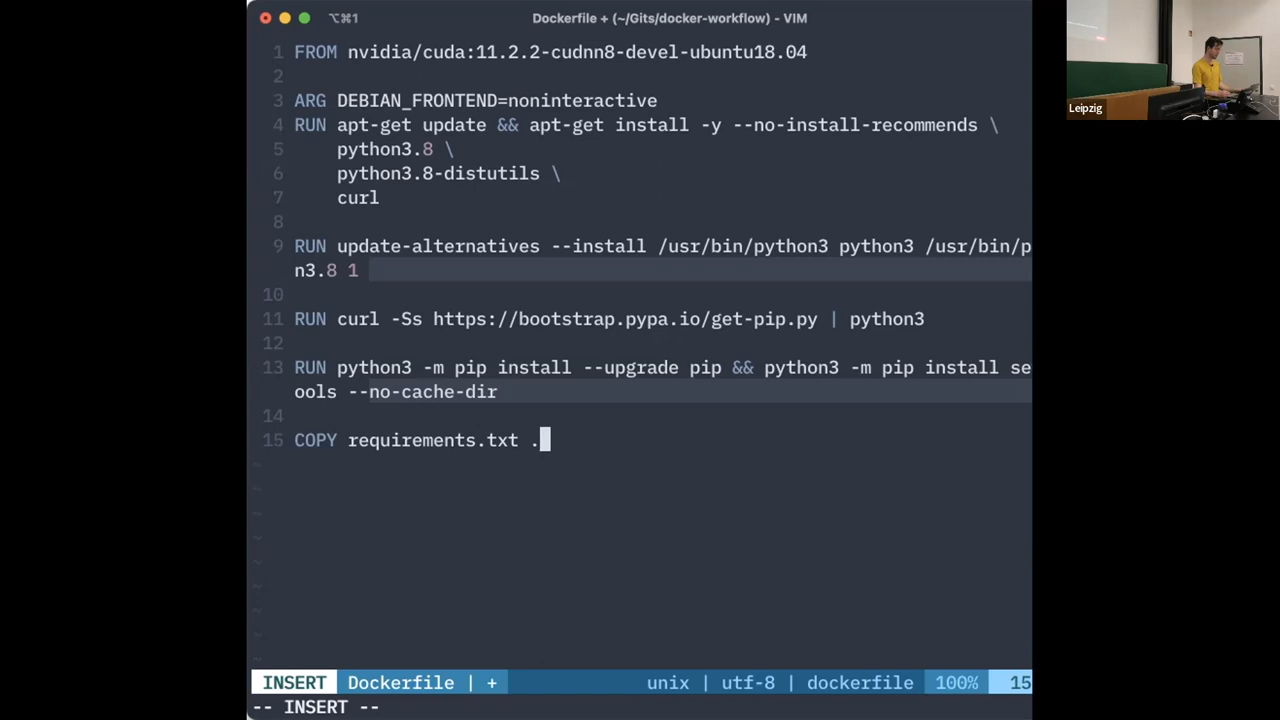 ⌥⌘1
Dockerfile + (~/Gits/docker-workflow) - VIM
1 FROM nvidia/cuda:11.2.2-cudnn8-devel-ubuntu18.04
2
3 ARG DEBIAN_FRONTEND=noninteractive
4 RUN apt-get update && apt-get install -y --no-install-recommends \
5 python3.8 \
6 python3.8-distutils \
7 curl
8
9 RUN update-alternatives --install /usr/bin/python3 python3 /usr/bin/p
n3.8 1
10
11 RUN curl -Ss https://bootstrap.pypa.io/get-pip.py | python3
12
13 RUN python3 -m pip install --upgrade pip && python3 -m pip install se
ools --no-cache-dir
14
15 COPY requirements.txt .
~
~
~
~
~
~
~
~
~
INSERT Dockerfile | + unix | utf-8 | dockerfile 100% 15
-- INSERT --
Leipzig